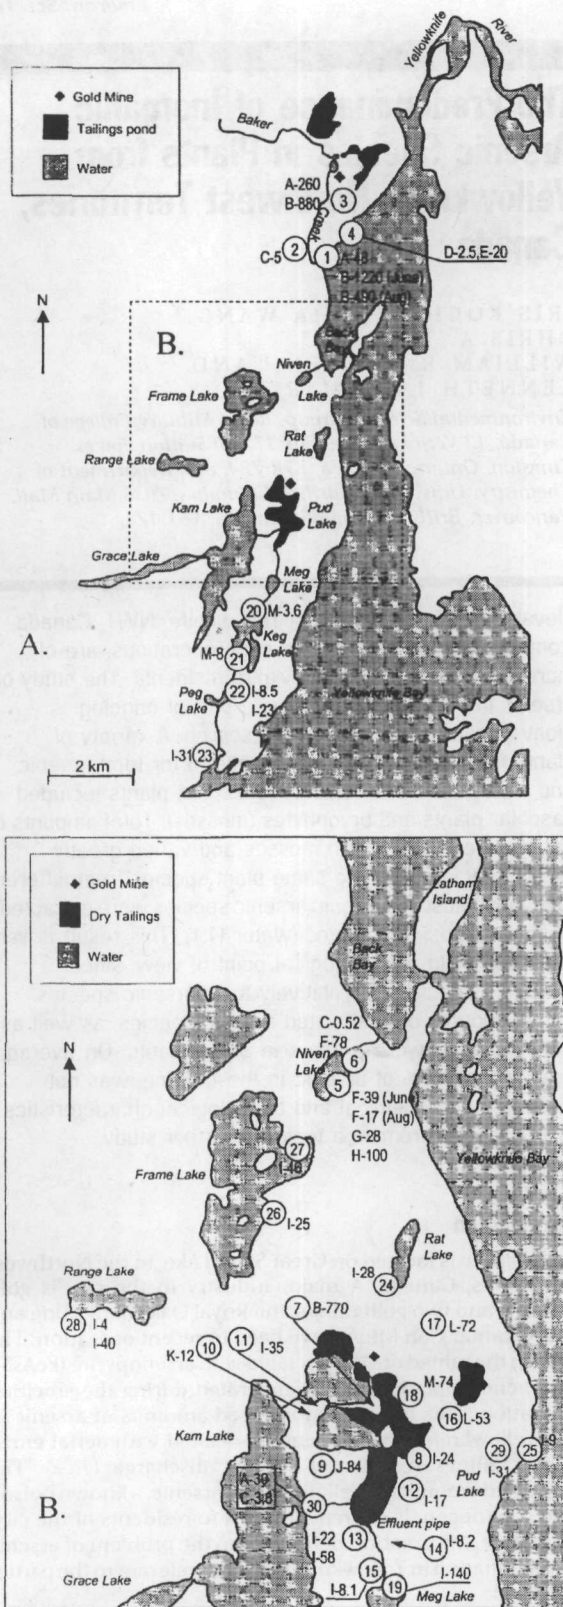 Gold Mine
Tailings pond
Water
Yellowknife
River
Baker
Creek
A-260
B-880
3
4
C-5
2
1
A-48
D-2.5,E-20
B-1220 (June)
B-490 (Aug)
Back
Bay
N
B.
Niven
Lake
Frame Lake
Rat
Lake
Range Lake
Kam Lake
Pud
Lake
Grace Lake
Meg
Lake
20
M-3.6
A.
Keg
Lake
M-8
21
Peg
Lake
22
I-8.5
I-23
Yellowknife Bay
I-31
23
2 km
Gold Mine
Dry Tailings
Water
Latham
Island
Back
Bay
N
C-0.52
F-78
Niven
Lake
6
5
F-39 (June)
F-17 (Aug)
G-28
H-100
Yellowknife Bay
27
I-40
Frame Lake
26
I-25
Rat
Lake
Range Lake
I-28
24
28
I-4
I-40
7
B-770
17
L-72
10
11
I-35
K-12
M-74
18
16
L-53
Kam Lake
9
J-84
8
I-24
29
25
I-9
I-31
Pud
Lake
A-30
C-3.8
30
12
I-17
B.
Effluent pipe
I-22
I-58
13
14
I-8.2
15
I-140
Grace Lake
I-8.1
19
Meg Lake